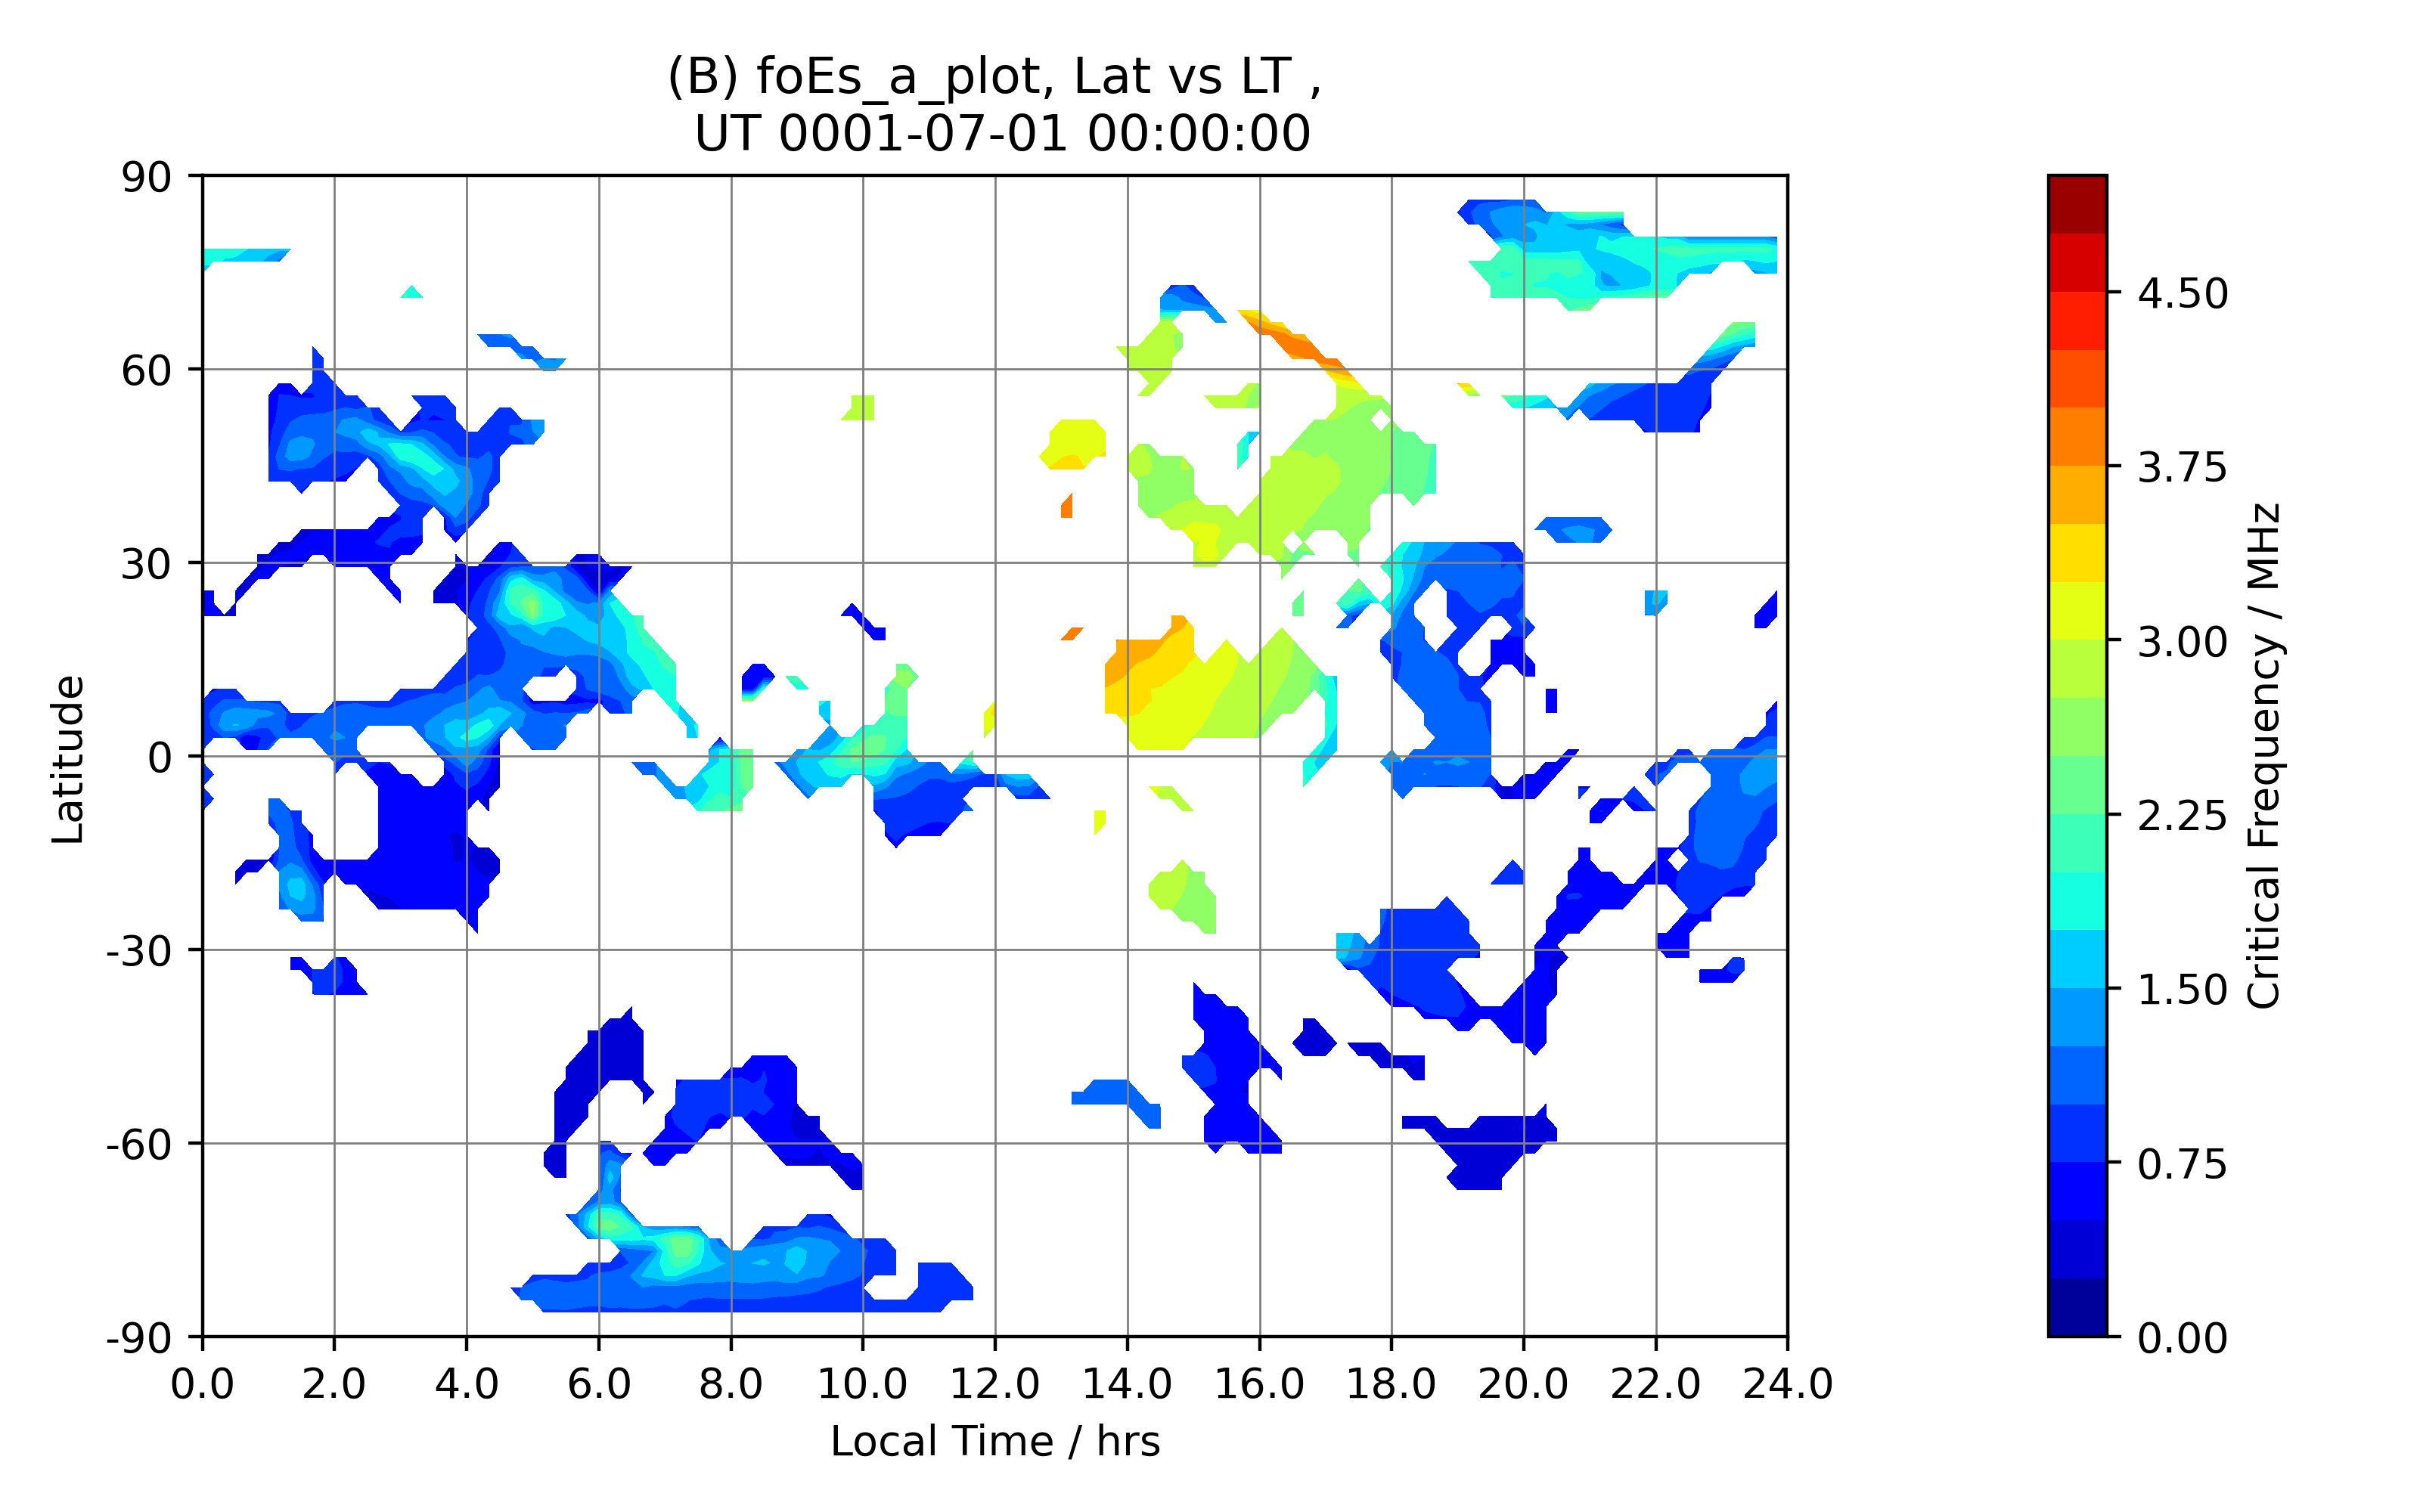 (B) foEs_a_plot, Lat vs LT ,
UT 0001-07-01 00:00:00
90
60
30
0
-30
-60
-90
Latitude
0.0 2.0 4.0 6.0 8.0 10.0 12.0 14.0 16.0 18.0 20.0 22.0 24.0
Local Time / hrs
4.50
3.75
3.00
2.25
1.50
0.75
0.00
Critical Frequency / MHz